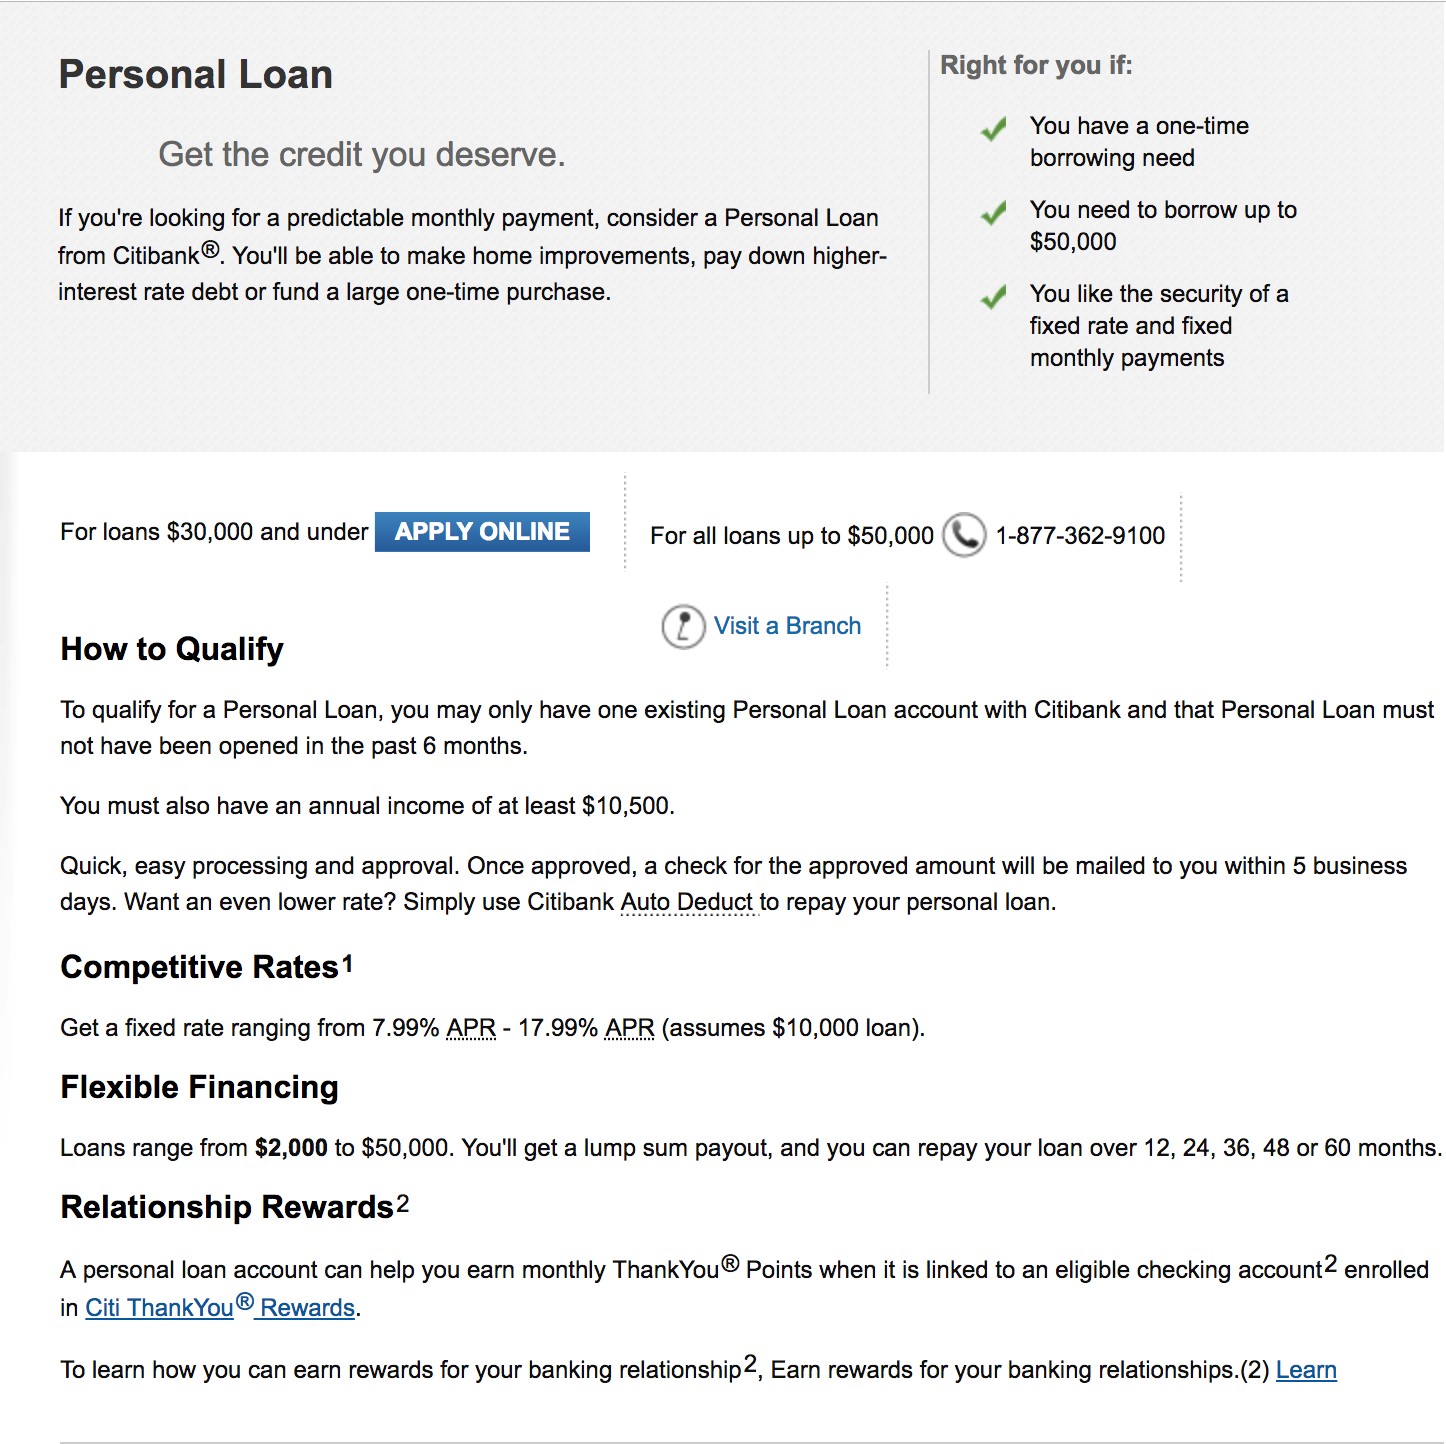 Personal Loan
Get the credit you deserve.
If you're looking for a predictable monthly payment, consider a Personal Loan
from Citibank®. You'll be able to make home improvements, pay down higher-
interest rate debt or fund a large one-time purchase.
Right for you if:
You have a one-time
borrowing need
You need to borrow up to
$50,000
You like the security of a
fixed rate and fixed
monthly payments
For loans $30,000 and under APPLY ONLINE
For all loans up to $50,000 1-877-362-9100
Visit a Branch
How to Qualify
To qualify for a Personal Loan, you may only have one existing Personal Loan account with Citibank and that Personal Loan must
not have been opened in the past 6 months.
You must also have an annual income of at least $10,500.
Quick, easy processing and approval. Once approved, a check for the approved amount will be mailed to you within 5 business
days. Want an even lower rate? Simply use Citibank Auto Deduct to repay your personal loan.
Competitive Rates1
Get a fixed rate ranging from 7.99% APR - 17.99% APR (assumes $10,000 loan).
Flexible Financing
Loans range from $2,000 to $50,000. You'll get a lump sum payout, and you can repay your loan over 12, 24, 36, 48 or 60 months.
Relationship Rewards2
A personal loan account can help you earn monthly ThankYou® Points when it is linked to an eligible checking account2 enrolled
in Citi ThankYou® Rewards.
To learn how you can earn rewards for your banking relationship2, Earn rewards for your banking relationships.(2) Learn